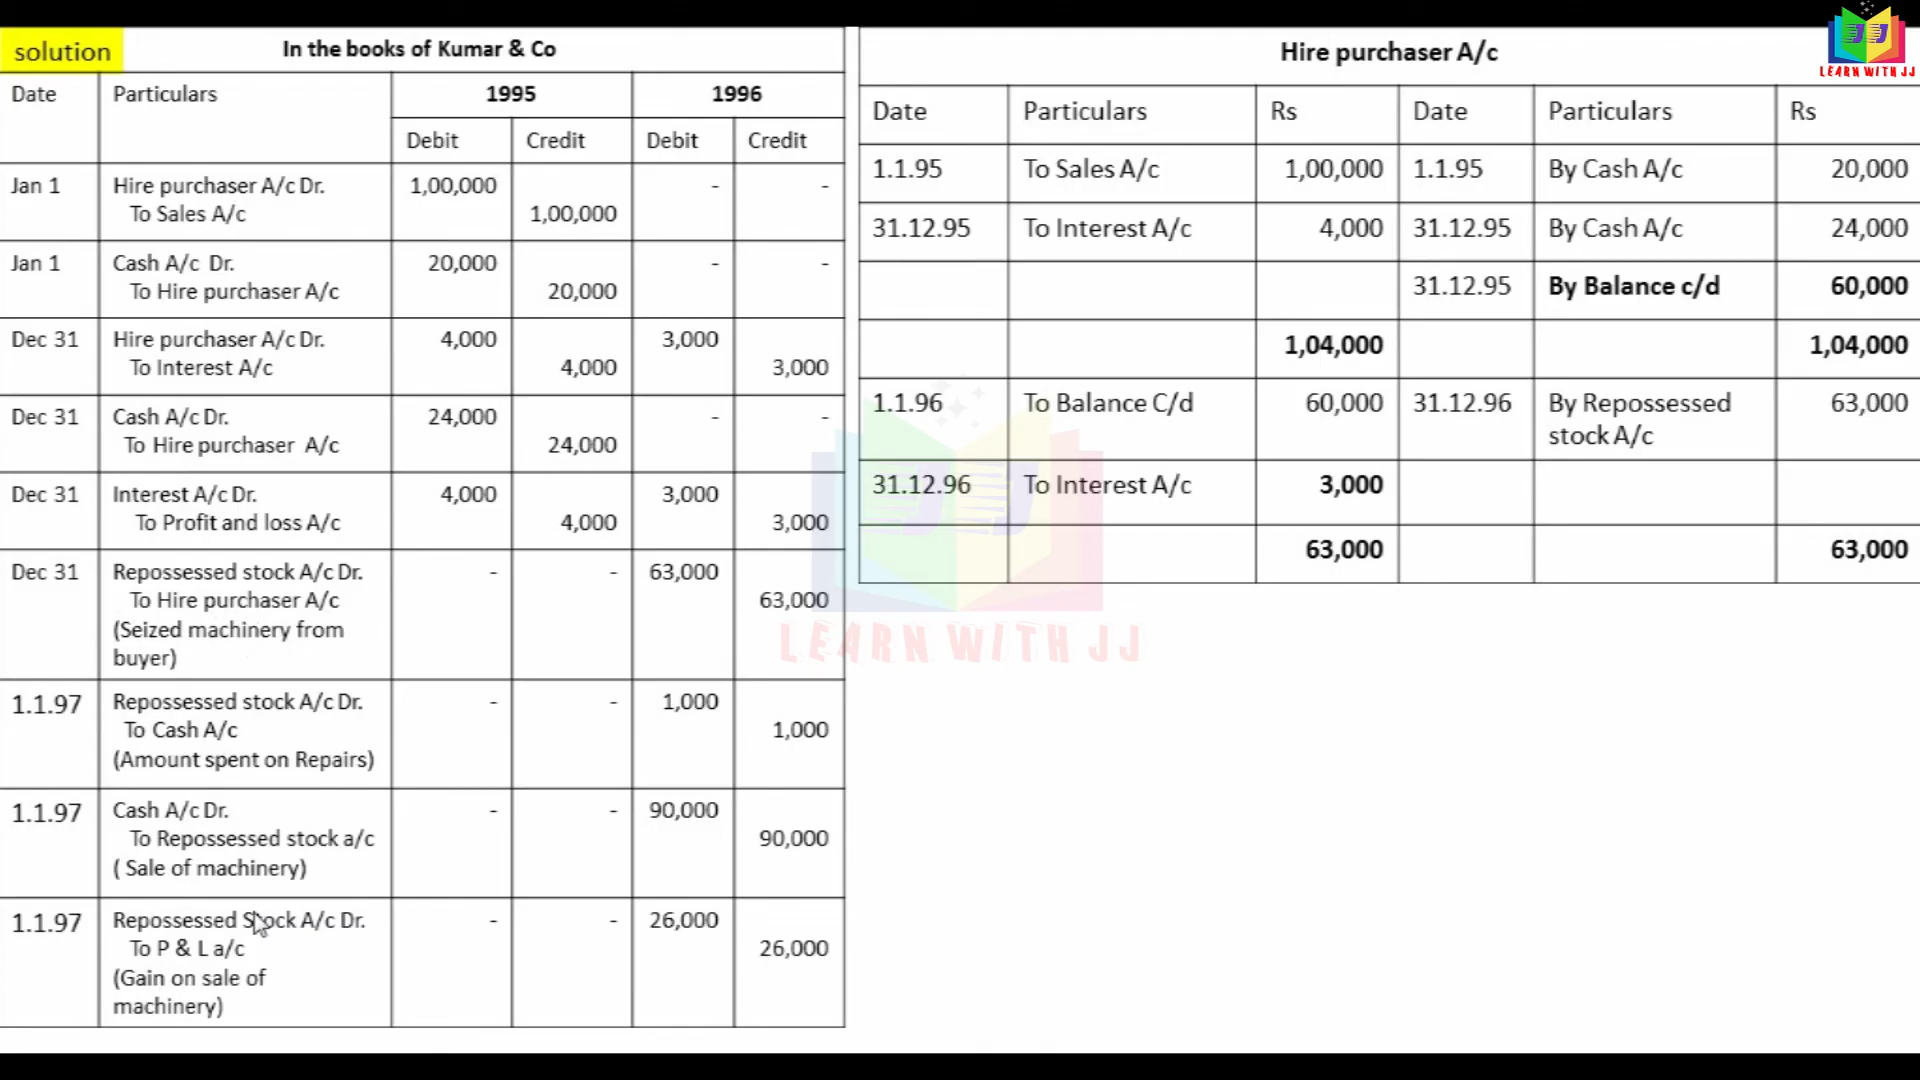 solution
In the books of Kumar & Co
Date Particulars 1995 1996
Debit Credit Debit Credit
Jan 1 Hire purchaser A/c Dr. 1,00,000 - -
To Sales A/c 1,00,000
Jan 1 Cash A/c Dr. 20,000 - -
To Hire purchaser A/c 20,000
Dec 31 Hire purchaser A/c Dr. 4,000 3,000
To Interest A/c 4,000 3,000
Dec 31 Cash A/c Dr. 24,000 - -
To Hire purchaser A/c 24,000
Dec 31 Interest A/c Dr. 4,000 3,000
To Profit and loss A/c 4,000 3,000
Dec 31 Repossessed stock A/c Dr. - - 63,000
To Hire purchaser A/c 63,000
(Seized machinery from
buyer)
1.1.97 Repossessed stock A/c Dr. - - 1,000
To Cash A/c 1,000
(Amount spent on Repairs)
1.1.97 Cash A/c Dr. - - 90,000
To Repossessed stock a/c 90,000
( Sale of machinery)
1.1.97 Repossessed Stock A/c Dr. - - 26,000
To P & L a/c 26,000
(Gain on sale of
machinery)
Hire purchaser A/c
Date Particulars Rs Date Particulars Rs
1.1.95 To Sales A/c 1,00,000 1.1.95 By Cash A/c 20,000
31.12.95 To Interest A/c 4,000 31.12.95 By Cash A/c 24,000
31.12.95 By Balance c/d 60,000
1,04,000 1,04,000
1.1.96 To Balance C/d 60,000 31.12.96 By Repossessed 63,000
stock A/c
31.12.96 To Interest A/c 3,000
63,000 63,000
JJ
LEARN WITH JJ
JJ
LEARN WITH JJ